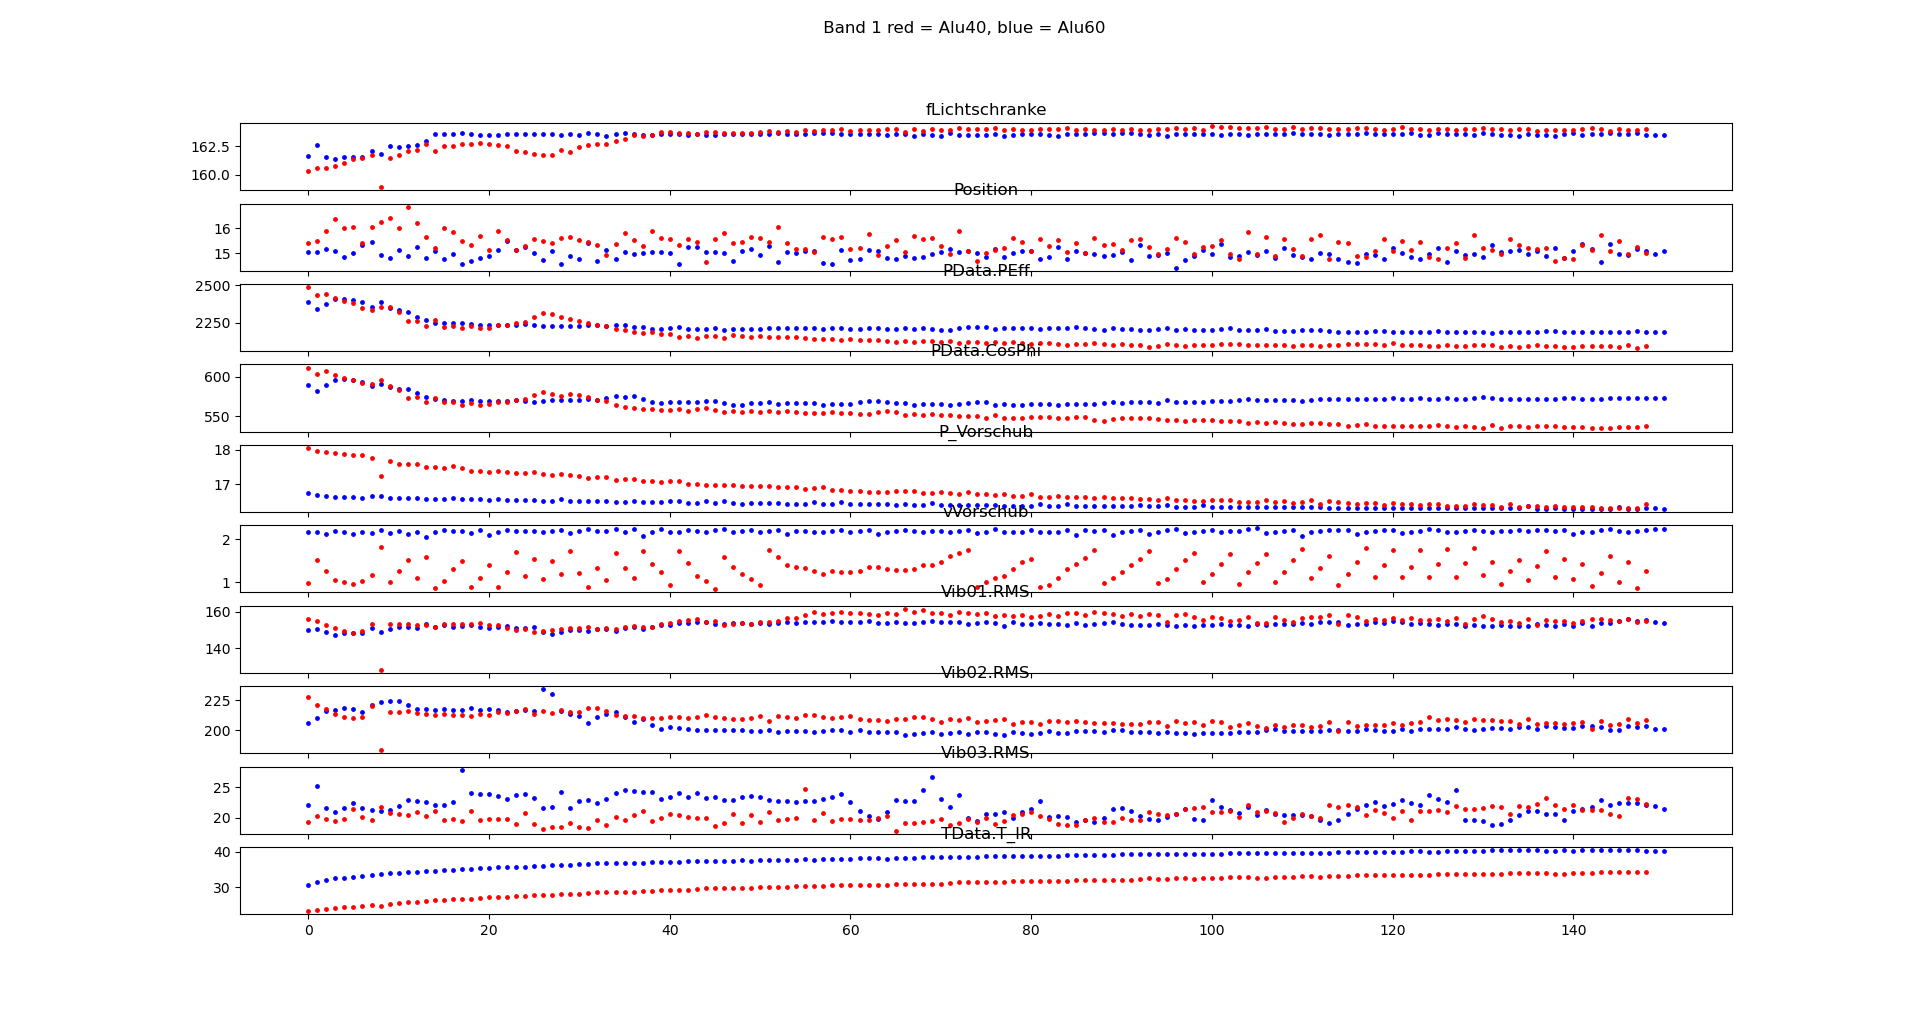 Band 1 red = Alu40, blue = Alu60
fLichtschranke
162.5
160.0
Position
16
15
PData.PEff
2500
2250
PData.CosPhi
600
550
P_Vorschub
18
17
vVorschub
2
1
Vib01.RMS
160
140
Vib02.RMS
225
200
Vib03.RMS
25
20
TData.T_IR
40
30
0 20 40 60 80 100 120 140